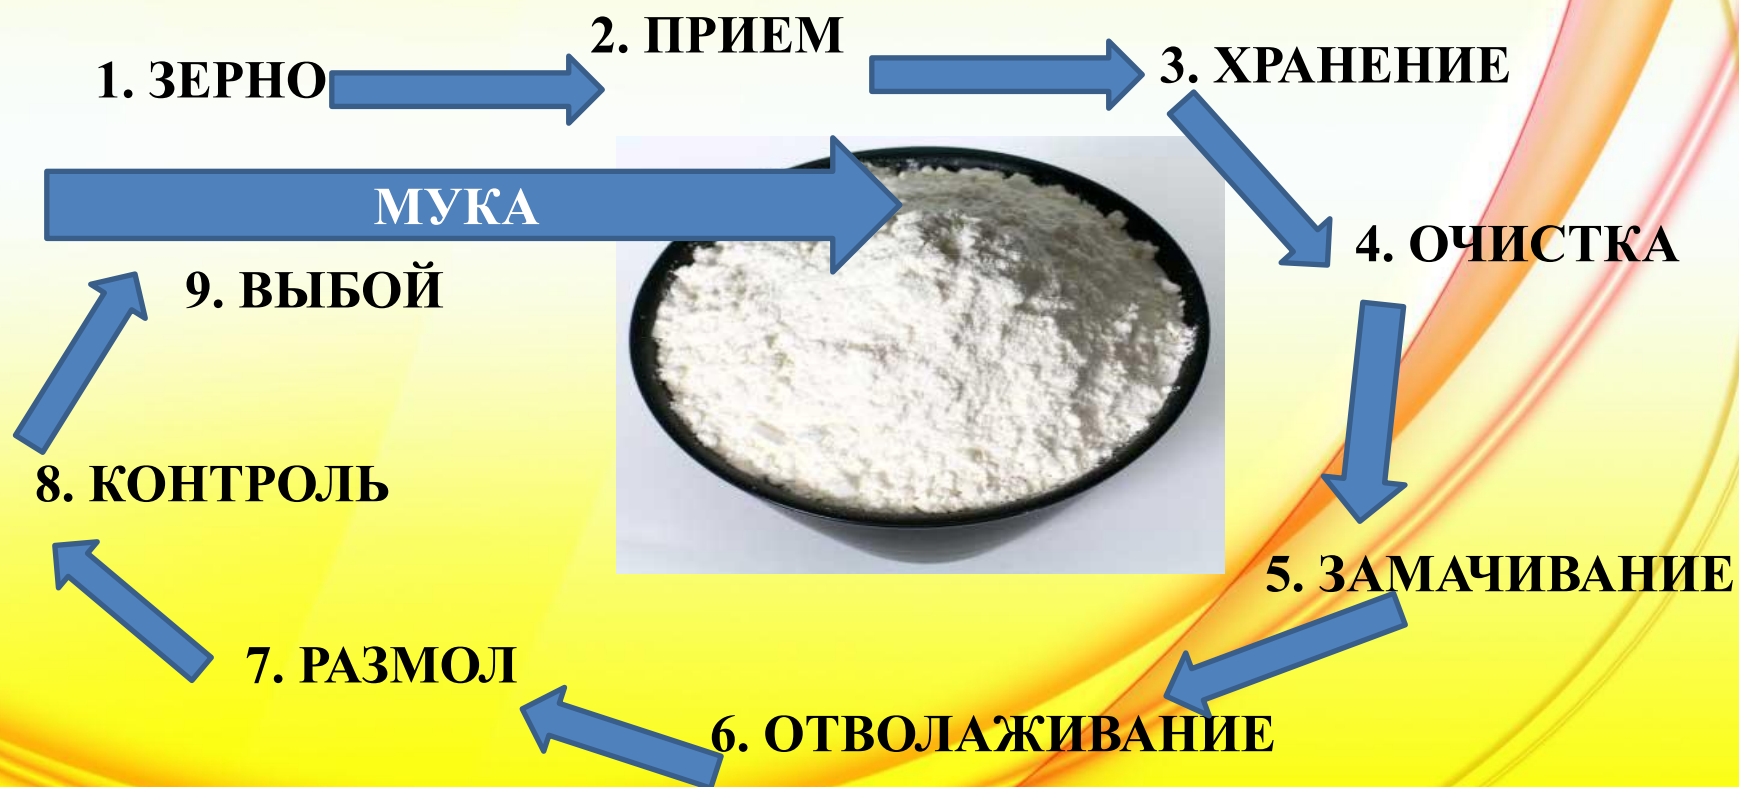 1. ЗЕРНО
2. ПРИЕМ
3. ХРАНЕНИЕ
4. ОЧИСТКА
5. ЗАМАЧИВАНИЕ
6. ОТВОЛАЖИВАНИЕ
7. РАЗМОЛ
8. КОНТРОЛЬ
9. ВЫБОЙ
МУКА